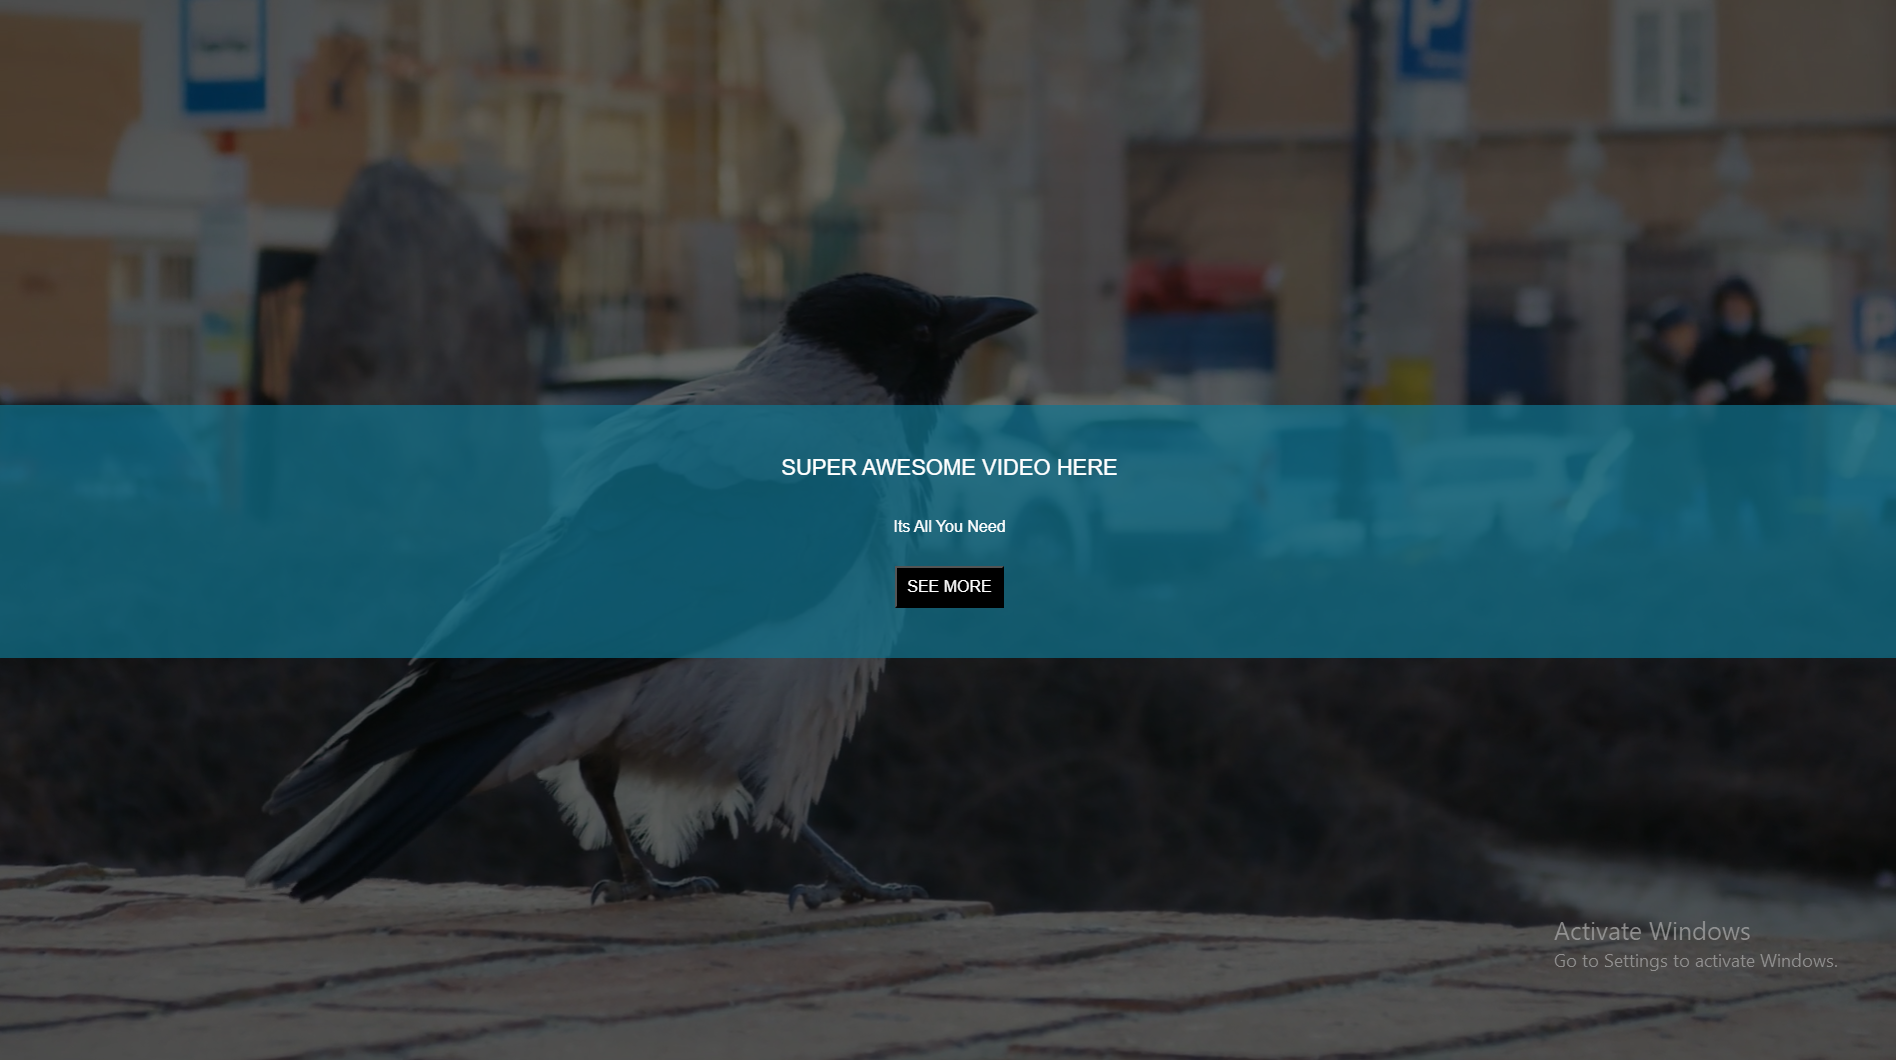 P
SUPER AWESOME VIDEO HERE
Its All You Need
SEE MORE
Activate Windows
Go to Settings to activate Windows.